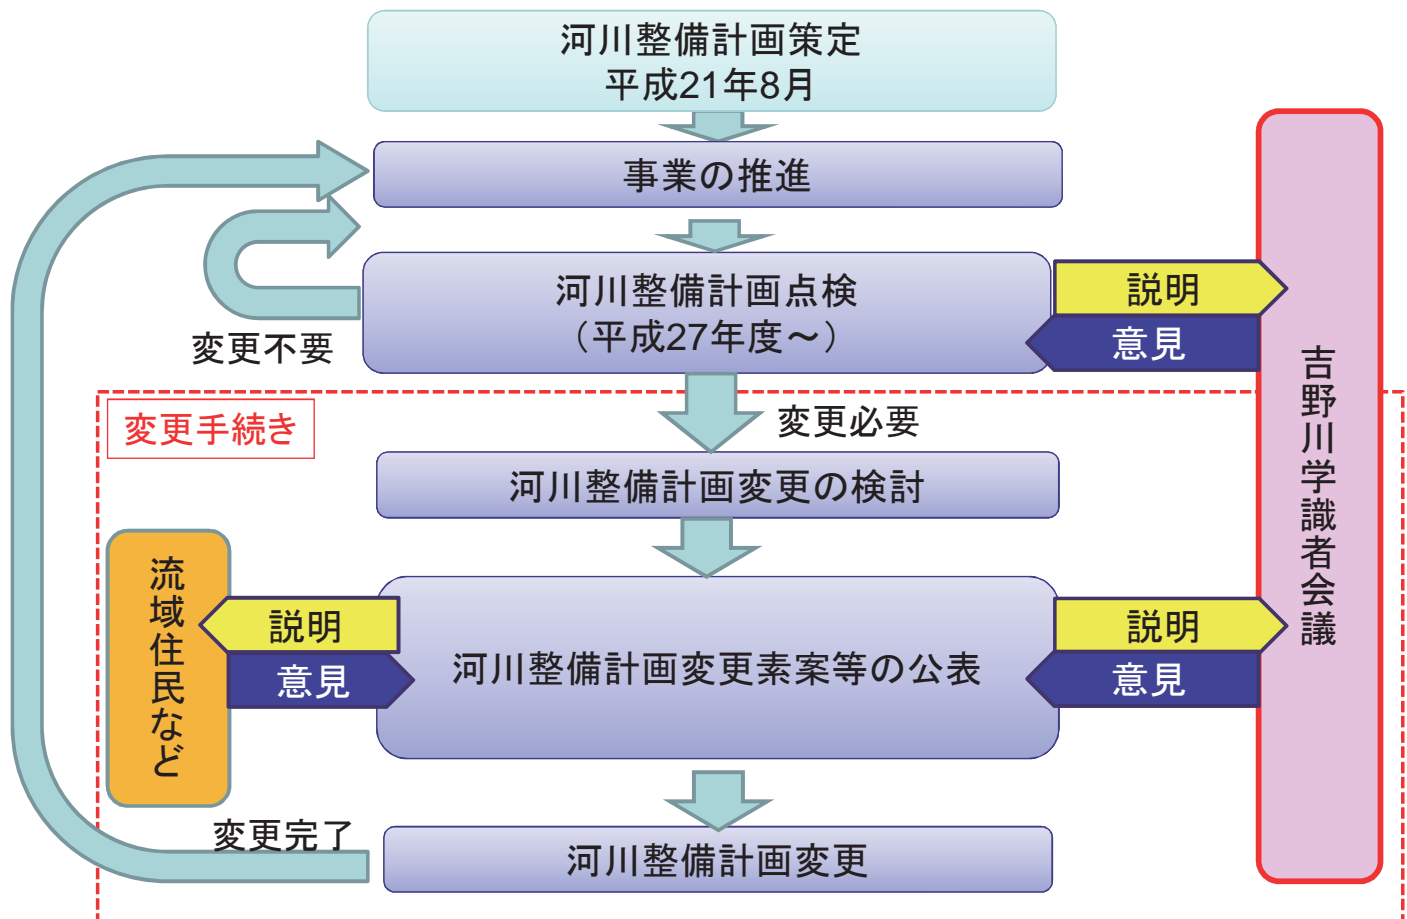 河川整備計画策定
平成21年8月
事業の推進
河川整備計画点検
（平成27年度～）
説明
意見
変更不要
変更手続き
変更必要
河川整備計画変更の検討
吉野川学識者会議
流域住民など
説明
意見
河川整備計画変更素案等の公表
説明
意見
変更完了
河川整備計画変更